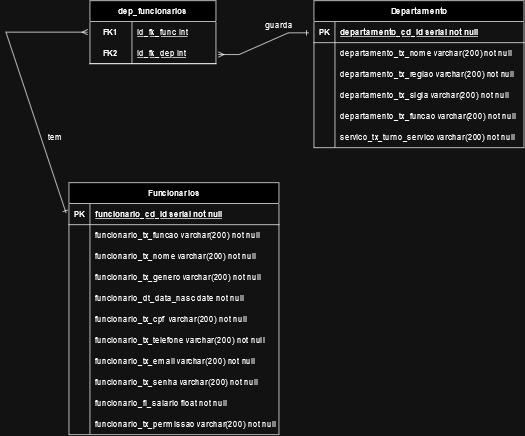 dep_funcionarios
FK1 id_fk_func int
FK2 id_fk_dep int
guarda
Departamento
PK departamento_cd_id serial not null
departamento_tx_nome varchar(200) not null
departamento_tx_regiao varchar(200) not null
departamento_tx_sigla varchar(200) not null
departamento_tx_funcao varchar(200) not null
servico_tx_turno_servico varchar(200) not null
tem
Funcionarios
PK funcionario_cd_id serial not null
funcionario_tx_funcao varchar(200) not null
funcionario_tx_nome varchar(200) not null
funcionario_tx_genero varchar(200) not null
funcionario_dt_data_nasc date not null
funcionario_tx_cpf varchar(200) not null
funcionario_tx_telefone varchar(200) not null
funcionario_tx_email varchar(200) not null
funcionario_tx_senha varchar(200) not null
funcionario_fl_salario float not null
funcionario_tx_permissao varchar(200) not null